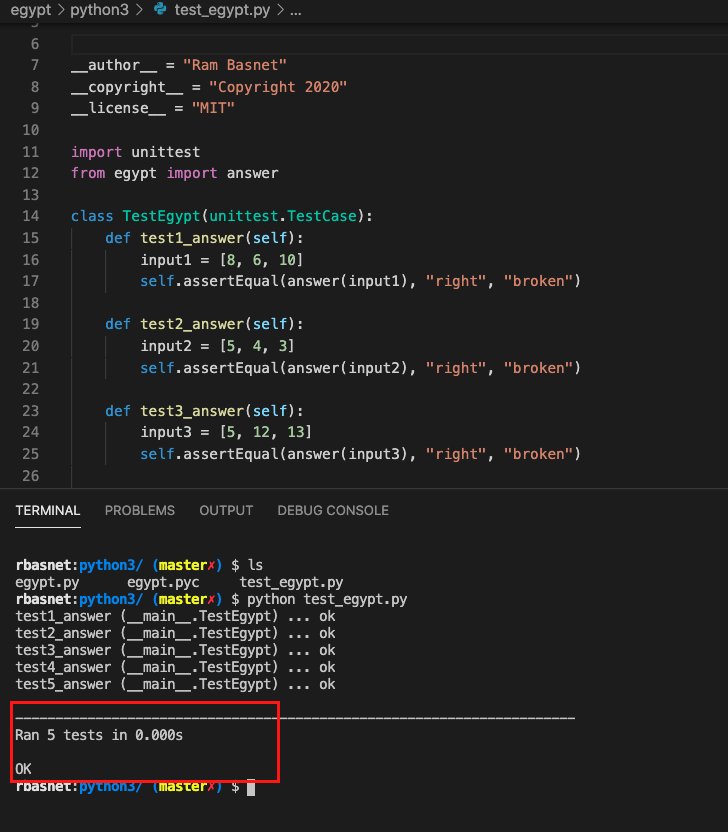 egypt > python3 > test_egypt.py > ...
6
7 __author__ = "Ram Basnet"
8 __copyright__ = "Copyright 2020"
9 __license__ = "MIT"
10
11 import unittest
12 from egypt import answer
13
14 class TestEgypt(unittest.TestCase):
15 def test1_answer(self):
16 input1 = [8, 6, 10]
17 self.assertEqual(answer(input1), "right", "broken")
18
19 def test2_answer(self):
20 input2 = [5, 4, 3]
21 self.assertEqual(answer(input2), "right", "broken")
22
23 def test3_answer(self):
24 input3 = [5, 12, 13]
25 self.assertEqual(answer(input3), "right", "broken")
26
TERMINAL PROBLEMS OUTPUT DEBUG CONSOLE
rbasnet:python3/ (master✗) $ ls
egypt.py egypt.pyc test_egypt.py
rbasnet:python3/ (master✗) $ python test_egypt.py
test1_answer (__main__.TestEgypt) ... ok
test2_answer (__main__.TestEgypt) ... ok
test3_answer (__main__.TestEgypt) ... ok
test4_answer (__main__.TestEgypt) ... ok
test5_answer (__main__.TestEgypt) ... ok
----------------------------------------------------------------------
Ran 5 tests in 0.000s
OK
rbasnet:python3/ (master✗) $